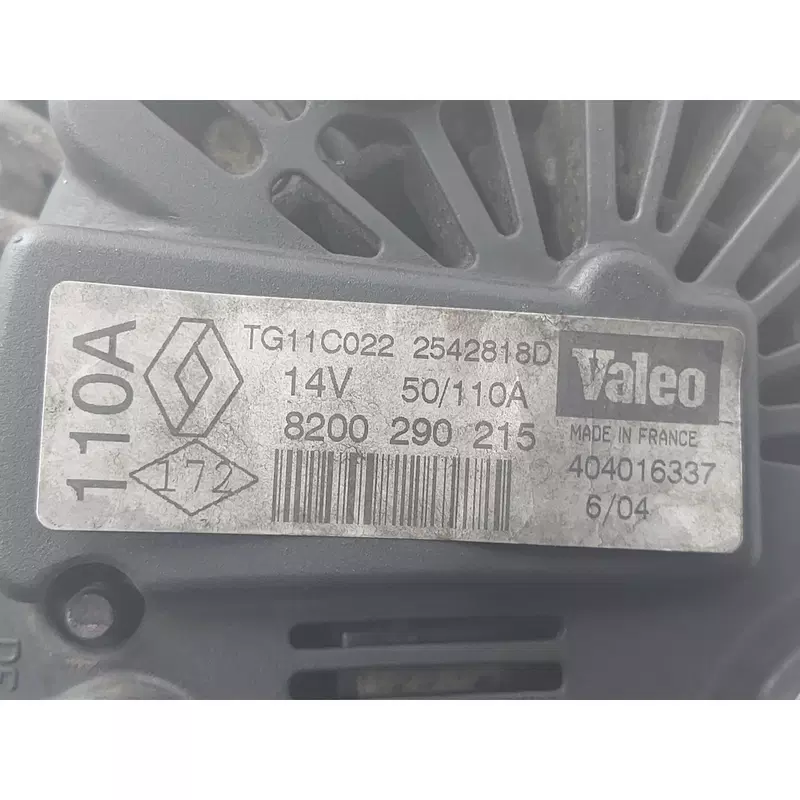 110A
TG11C022 2542818D
14V 50/110A
8200 290 215
172
Valeo
MADE IN FRANCE
404016337
6/04